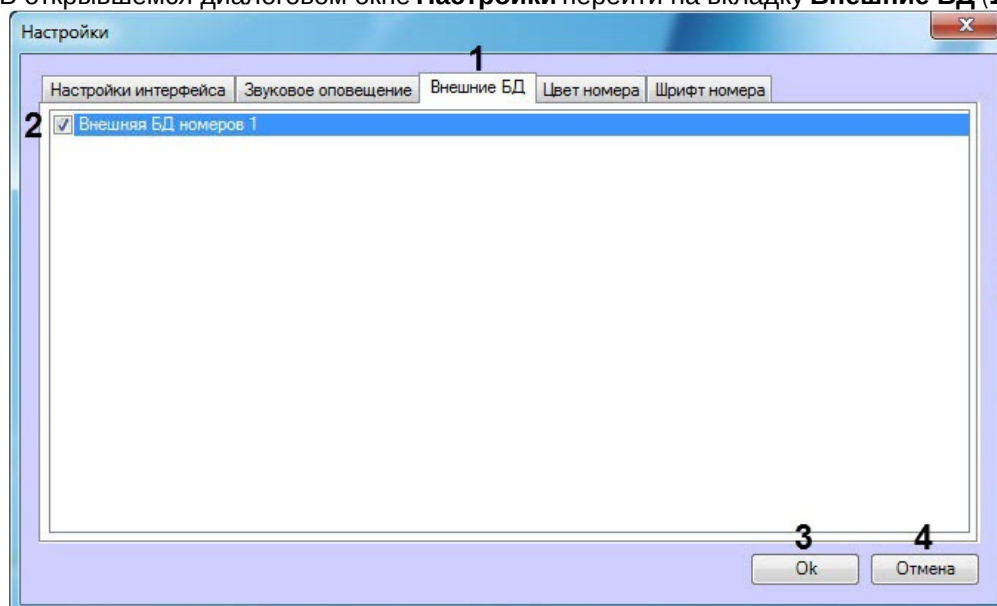 В открывшемся диалоговом окне Настройки перейти на вкладку Внешние БД (1
Настройки
1
Настройки интерфейса Звуковое оповещение Внешние БД Цвет номера Шрифт номера
2 Внешняя БД номеров 1
3 4
Ok Отмена